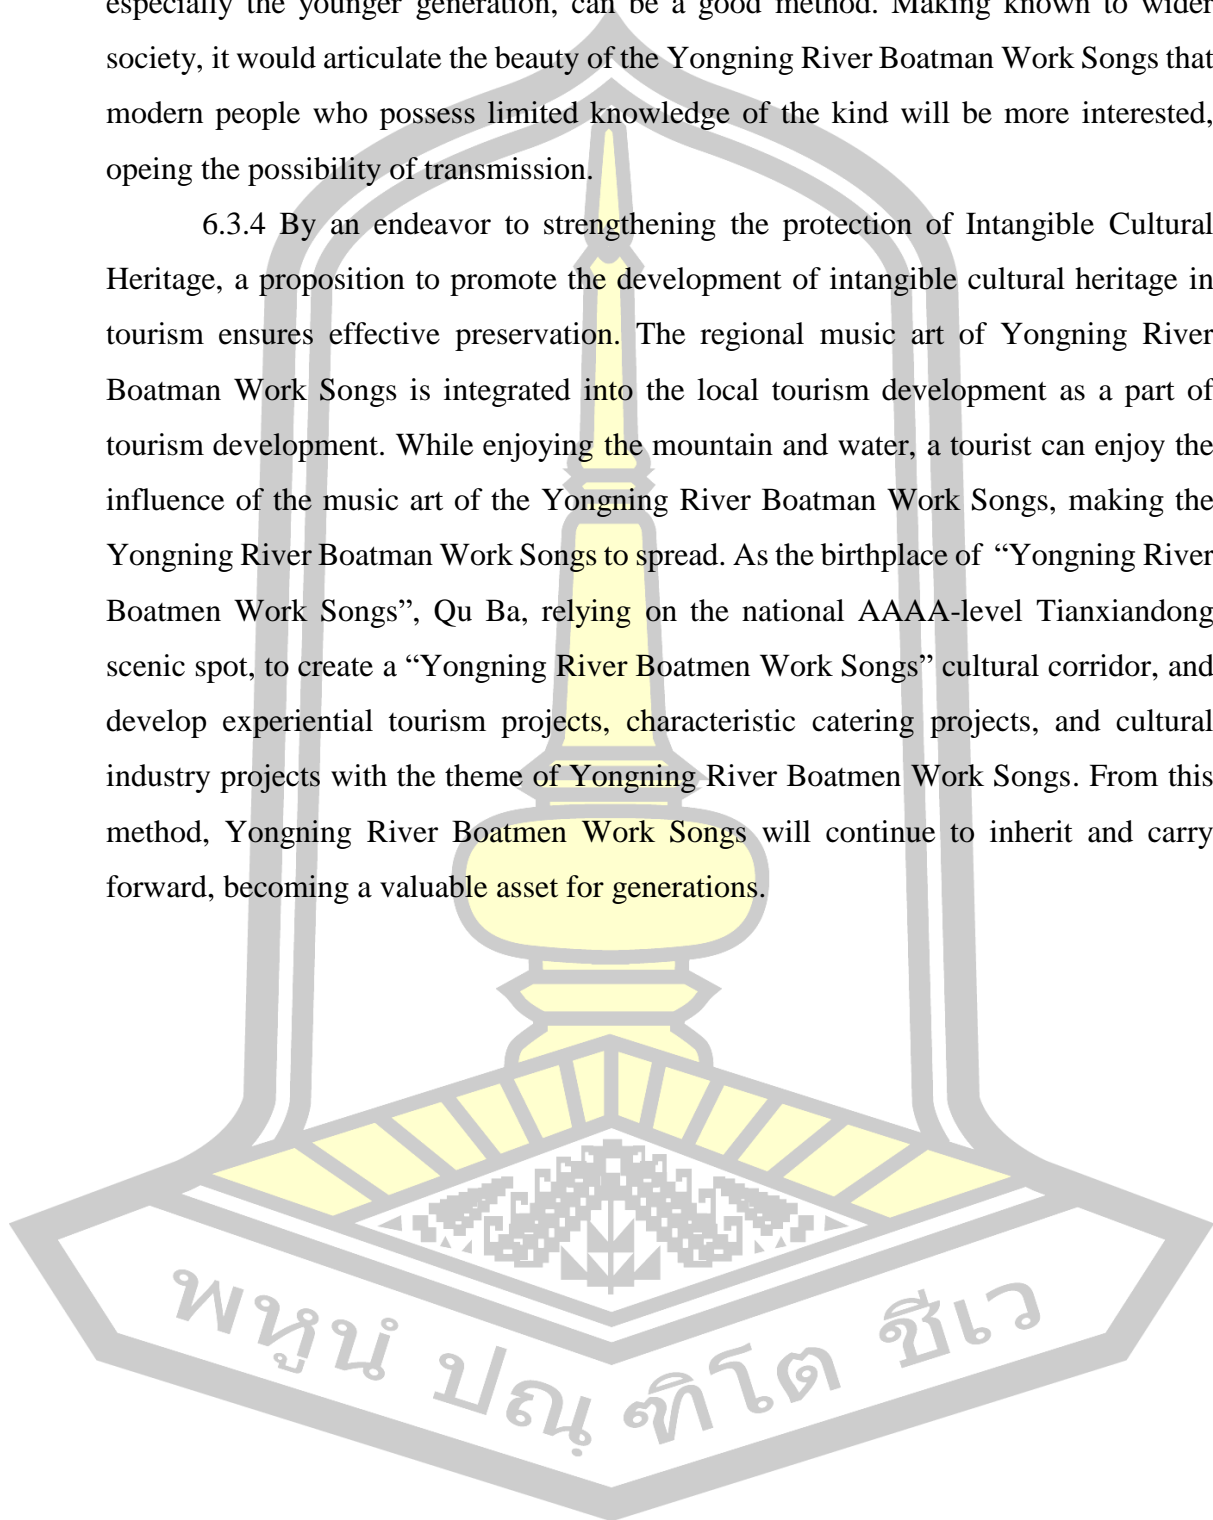 especially the younger generation, can be a good method. Making known to wider
society, it would articulate the beauty of the Yongning River Boatman Work Songs that
modern people who possess limited knowledge of the kind will be more interested,
opeing the possibility of transmission.
6.3.4 By an endeavor to strengthening the protection of Intangible Cultural
Heritage, a proposition to promote the development of intangible cultural heritage in
tourism ensures effective preservation. The regional music art of Yongning River
Boatman Work Songs is integrated into the local tourism development as a part of
tourism development. While enjoying the mountain and water, a tourist can enjoy the
influence of the music art of the Yongning River Boatman Work Songs, making the
Yongning River Boatman Work Songs to spread. As the birthplace of “Yongning River
Boatmen Work Songs”, Qu Ba, relying on the national AAAA-level Tianxiandong
scenic spot, to create a “Yongning River Boatmen Work Songs” cultural corridor, and
develop experiential tourism projects, characteristic catering projects, and cultural
industry projects with the theme of Yongning River Boatmen Work Songs. From this
method, Yongning River Boatmen Work Songs will continue to inherit and carry
forward, becoming a valuable asset for generations.
พหูนํ ปณฺฑิโต ชีเว